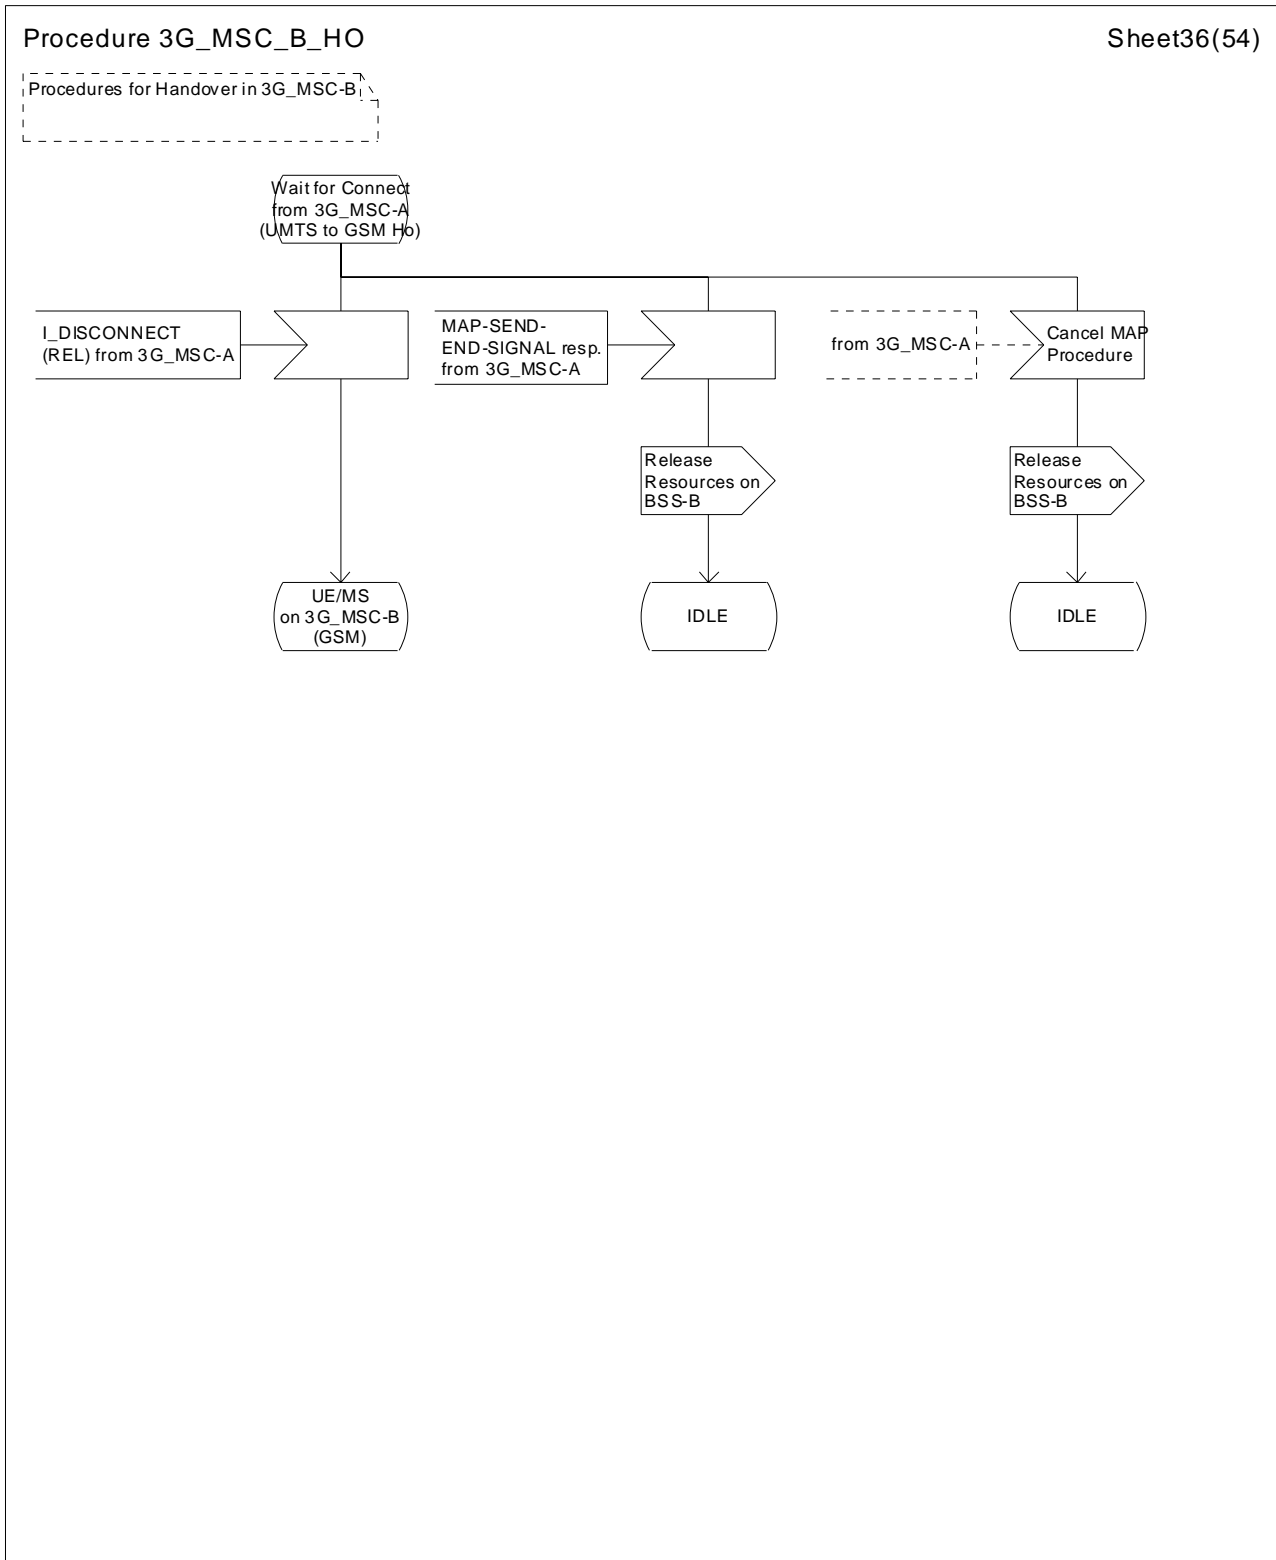 Procedure 3G_MSC_B_HO
Sheet36(54)
Procedures for Handover in 3G_MSC-B
Wait for Connect
from 3G_MSC-A
(UMTS to GSM Ho)
I_DISCONNECT
(REL) from 3G_MSC-A
MAP-SEND-
END-SIGNAL resp.
from 3G_MSC-A
from 3G_MSC-A
Cancel MAP
Procedure
Release
Resources on
BSS-B
Release
Resources on
BSS-B
UE/MS
on 3G_MSC-B
(GSM)
IDLE
IDLE